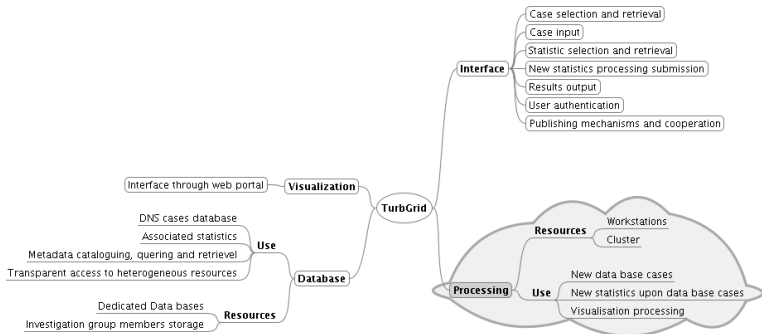 Case selection and retrieval
Case input
Statistic selection and retrieval
Interface
New statistics processing submission
Results output
User authentication
Publishing mechanisms and cooperation
Interface through web portal
Visualization
TurbGrid
DNS cases database
Associated statistics
Use
Metadata cataloguing, quering and retrievel
Transparent access to heterogeneous resources
Database
Dedicated Data bases
Resources
Investigation group members storage
Workstations
Resources
Cluster
Processing
New data base cases
Use
New statistics upon data base cases
Visualisation processing